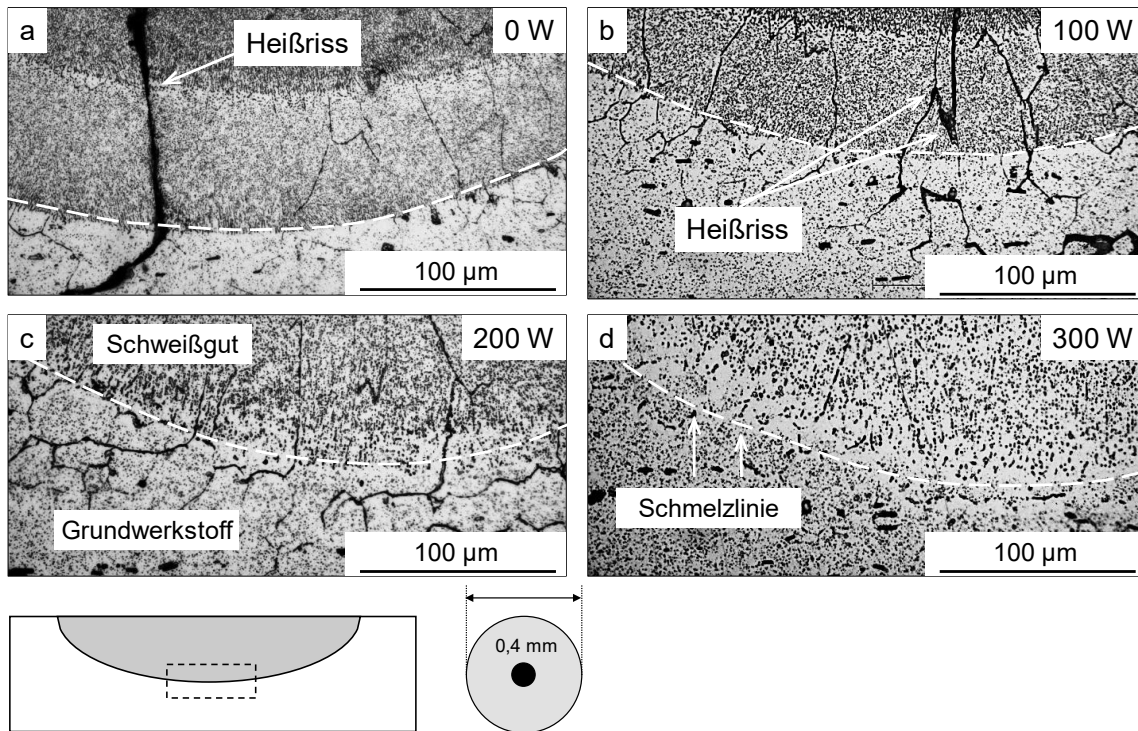 a
0 W
Heißriss
100 µm
b
100 W
Heißriss
100 µm
c
200 W
Schweißgut
Grundwerkstoff
100 µm
d
300 W
Schmelzlinie
100 µm
0,4 mm